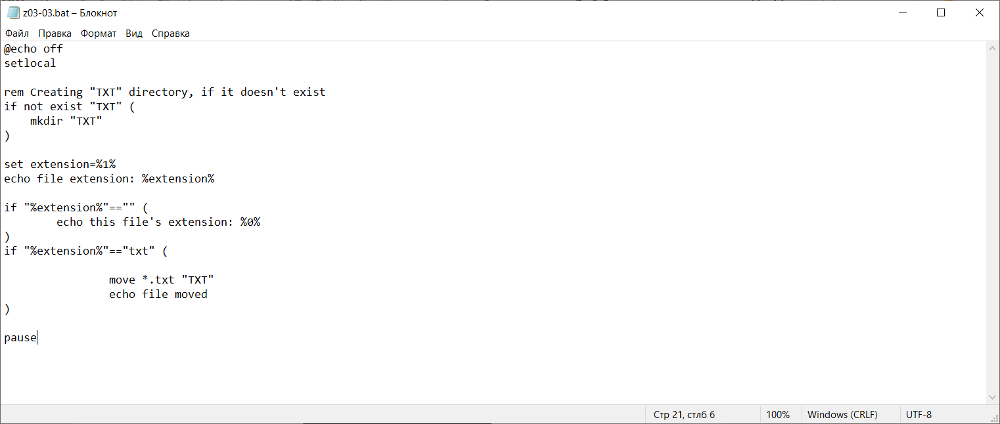 z03-03.bat – Блокнот
Файл Правка Формат Вид Справка
@echo off
setlocal
rem Creating "TXT" directory, if it doesn't exist
if not exist "TXT" (
    mkdir "TXT"
)
set extension=%1%
echo file extension: %extension%
if "%extension%"=="" (
        echo this file's extension: %0%
)
if "%extension%"=="txt" (
                move *.txt "TXT"
                echo file moved
)
pause
Стр 21, стлб 6 100% Windows (CRLF) UTF-8